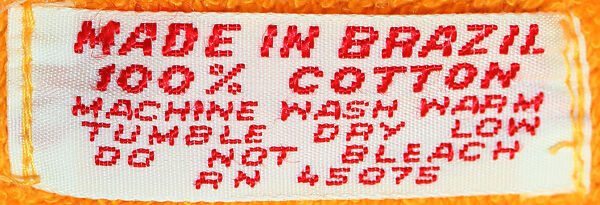 MADE IN BRAZIL
100% COTTON
MACHINE WASH WARM
TUMBLE DRY LOW
DO NOT BLEACH
RN 45075